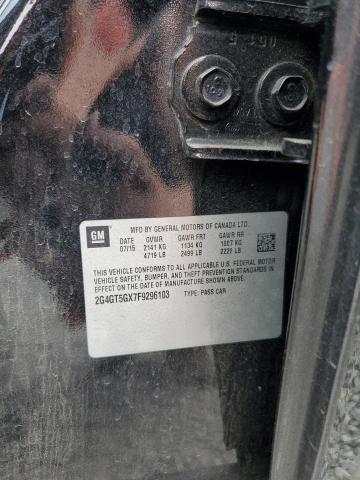 051 5
GM
MFD BY GENERAL MOTORS OF CANADA LTD.
DATE GVWR GAWR FRT GAWR RR
07/15 2141 KG 1134 KG 1007 KG
4719 LB 2499 LB 2220 LB
THIS VEHICLE CONFORMS TO ALL APPLICABLE U.S. FEDERAL MOTOR
VEHICLE SAFETY, BUMPER, AND THEFT PREVENTION STANDARDS IN
EFFECT ON THE DATE OF MANUFACTURE SHOWN ABOVE.
2G4GT5GX7F9296103 TYPE: PASS CAR